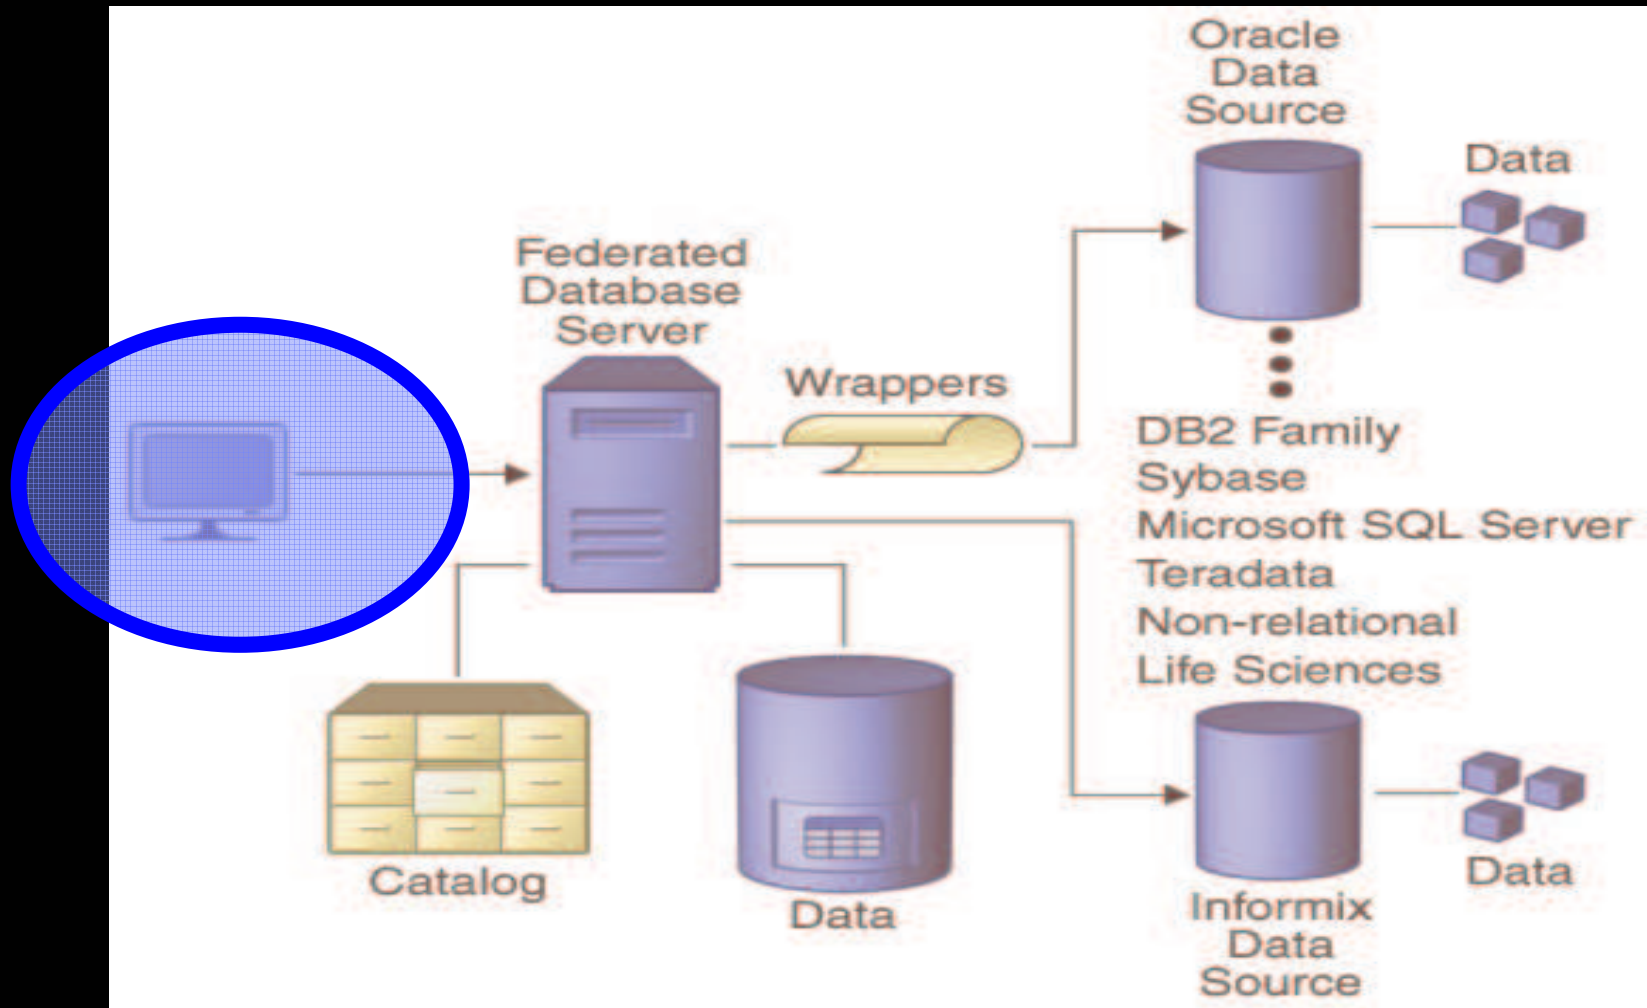 Oracle
Data
Source
Data
Federated
Database
Server
Wrappers
DB2 Family
Sybase
Microsoft SQL Server
Teradata
Non-relational
Life Sciences
Catalog
Data
Informix
Data
Source
Data